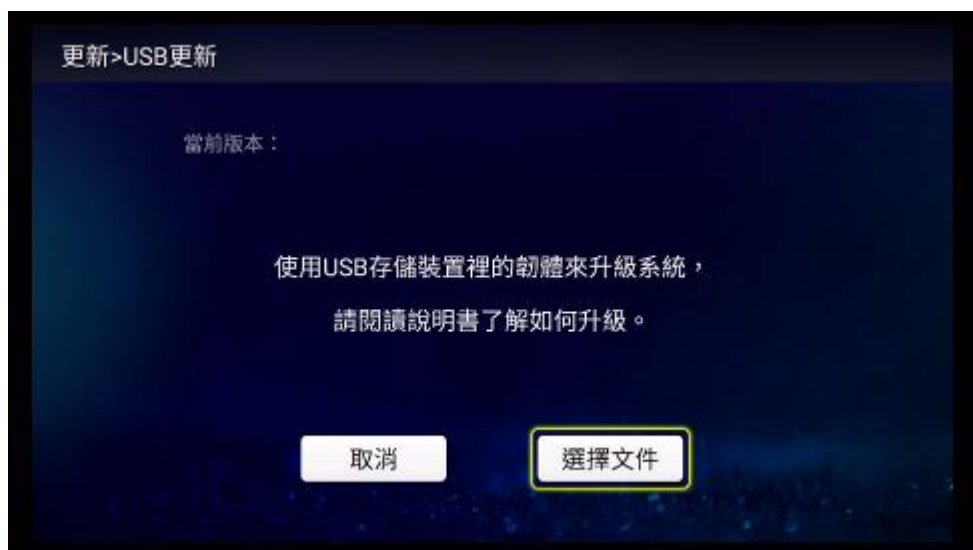 更新>USB更新
當前版本：
使用USB存儲裝置裡的韌體來升級系統，
請閱讀說明書了解如何升級。
取消
選擇文件